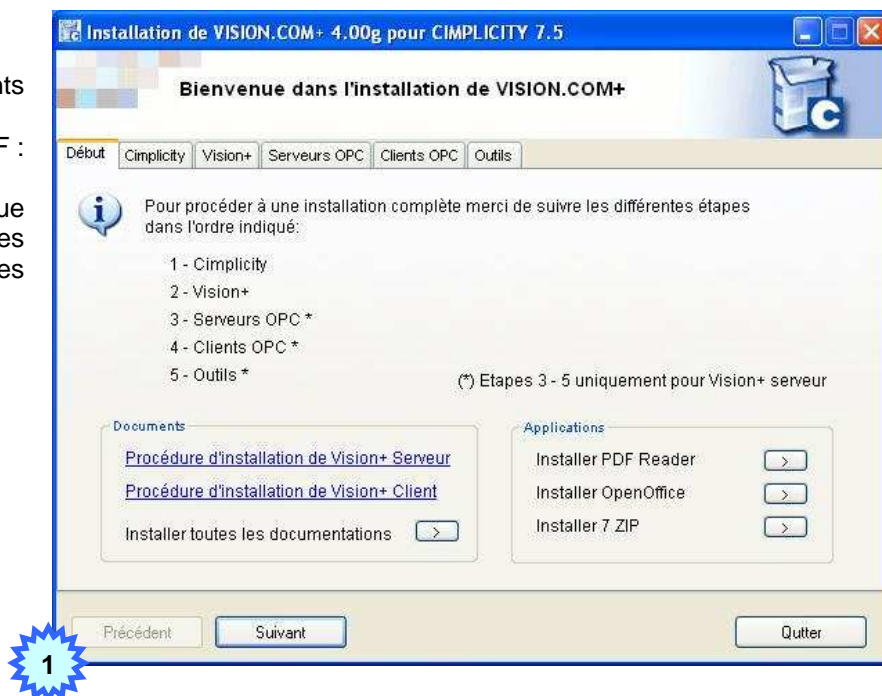 nts
F :
ue
es
es
Installation de VISION.COM+ 4.00g pour CIMPLICITY 7.5
Bienvenue dans l'installation de VISION.COM+
C
Début Cimplicity Vision+ Serveurs OPC Clients OPC Outils
i
Pour procéder à une installation complète merci de suivre les différentes étapes
dans l'ordre indiqué:
1 - Cimplicity
2 - Vision+
3 - Serveurs OPC *
4 - Clients OPC *
5 - Outils *
(*) Etapes 3 - 5 uniquement pour Vision+ serveur
Documents
Procédure d'installation de Vision+ Serveur
Procédure d'installation de Vision+ Client
Installer toutes les documentations >
Applications
Installer PDF Reader >
Installer OpenOffice >
Installer 7 ZIP >
Précédent Suivant Qutter
1